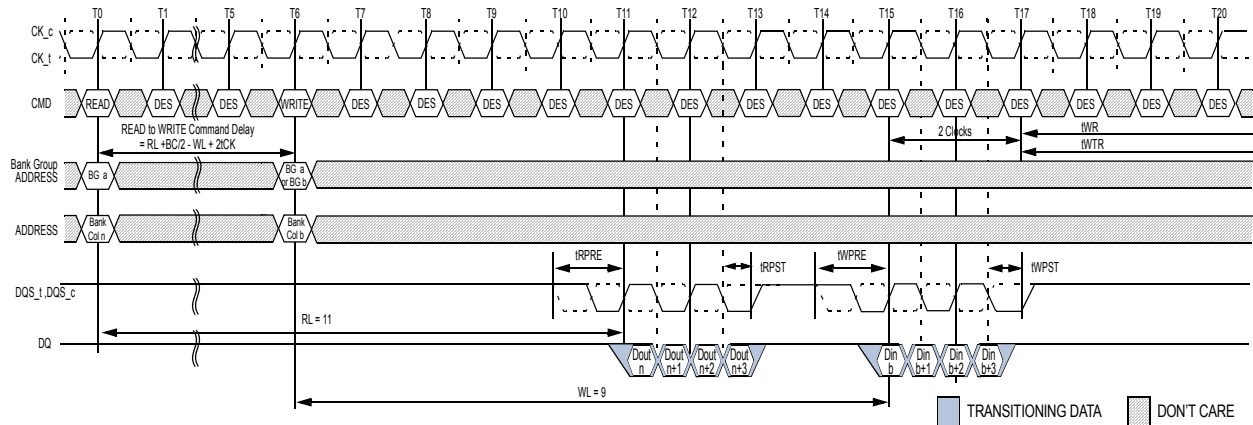 T0 T1 T5 T6 T7 T8 T9 T10 T11 T12 T13 T14 T15 T16 T17 T18 T19 T20
CK_c
CK_t
CMD READ DES DES WRITE DES DES DES DES DES DES DES DES DES DES DES DES DES DES
READ to WRITE Command Delay
= RL +BC/2 - WL + 2tCK
2 Clocks
tWR
tWTR
Bank Group
ADDRESS
BG a
BG a
or BG b
ADDRESS
Bank
Col n
Bank
Col b
tRPRE tRPST tWPRE tWPST
DQS_t ,DQS_c
RL = 11
DQ
Dout
n
Dout
n+1
Dout
n+2
Dout
n+3
Din
b
Din
b+1
Din
b+2
Din
b+3
WL = 9
TRANSITIONING DATA
DON'T CARE